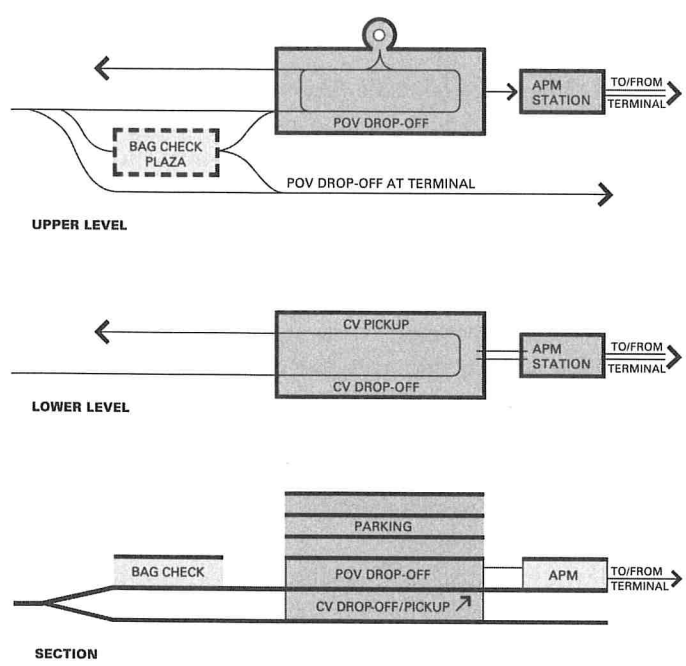 POV DROP-OFF
APM
STATION
TO/FROM
TERMINAL
BAG CHECK
PLAZA
POV DROP-OFF AT TERMINAL
UPPER LEVEL
CV PICKUP
CV DROP-OFF
APM
STATION
TO/FROM
TERMINAL
LOWER LEVEL
PARKING
BAG CHECK
POV DROP-OFF
APM
TO/FROM
TERMINAL
CV DROP-OFF/PICKUP
SECTION